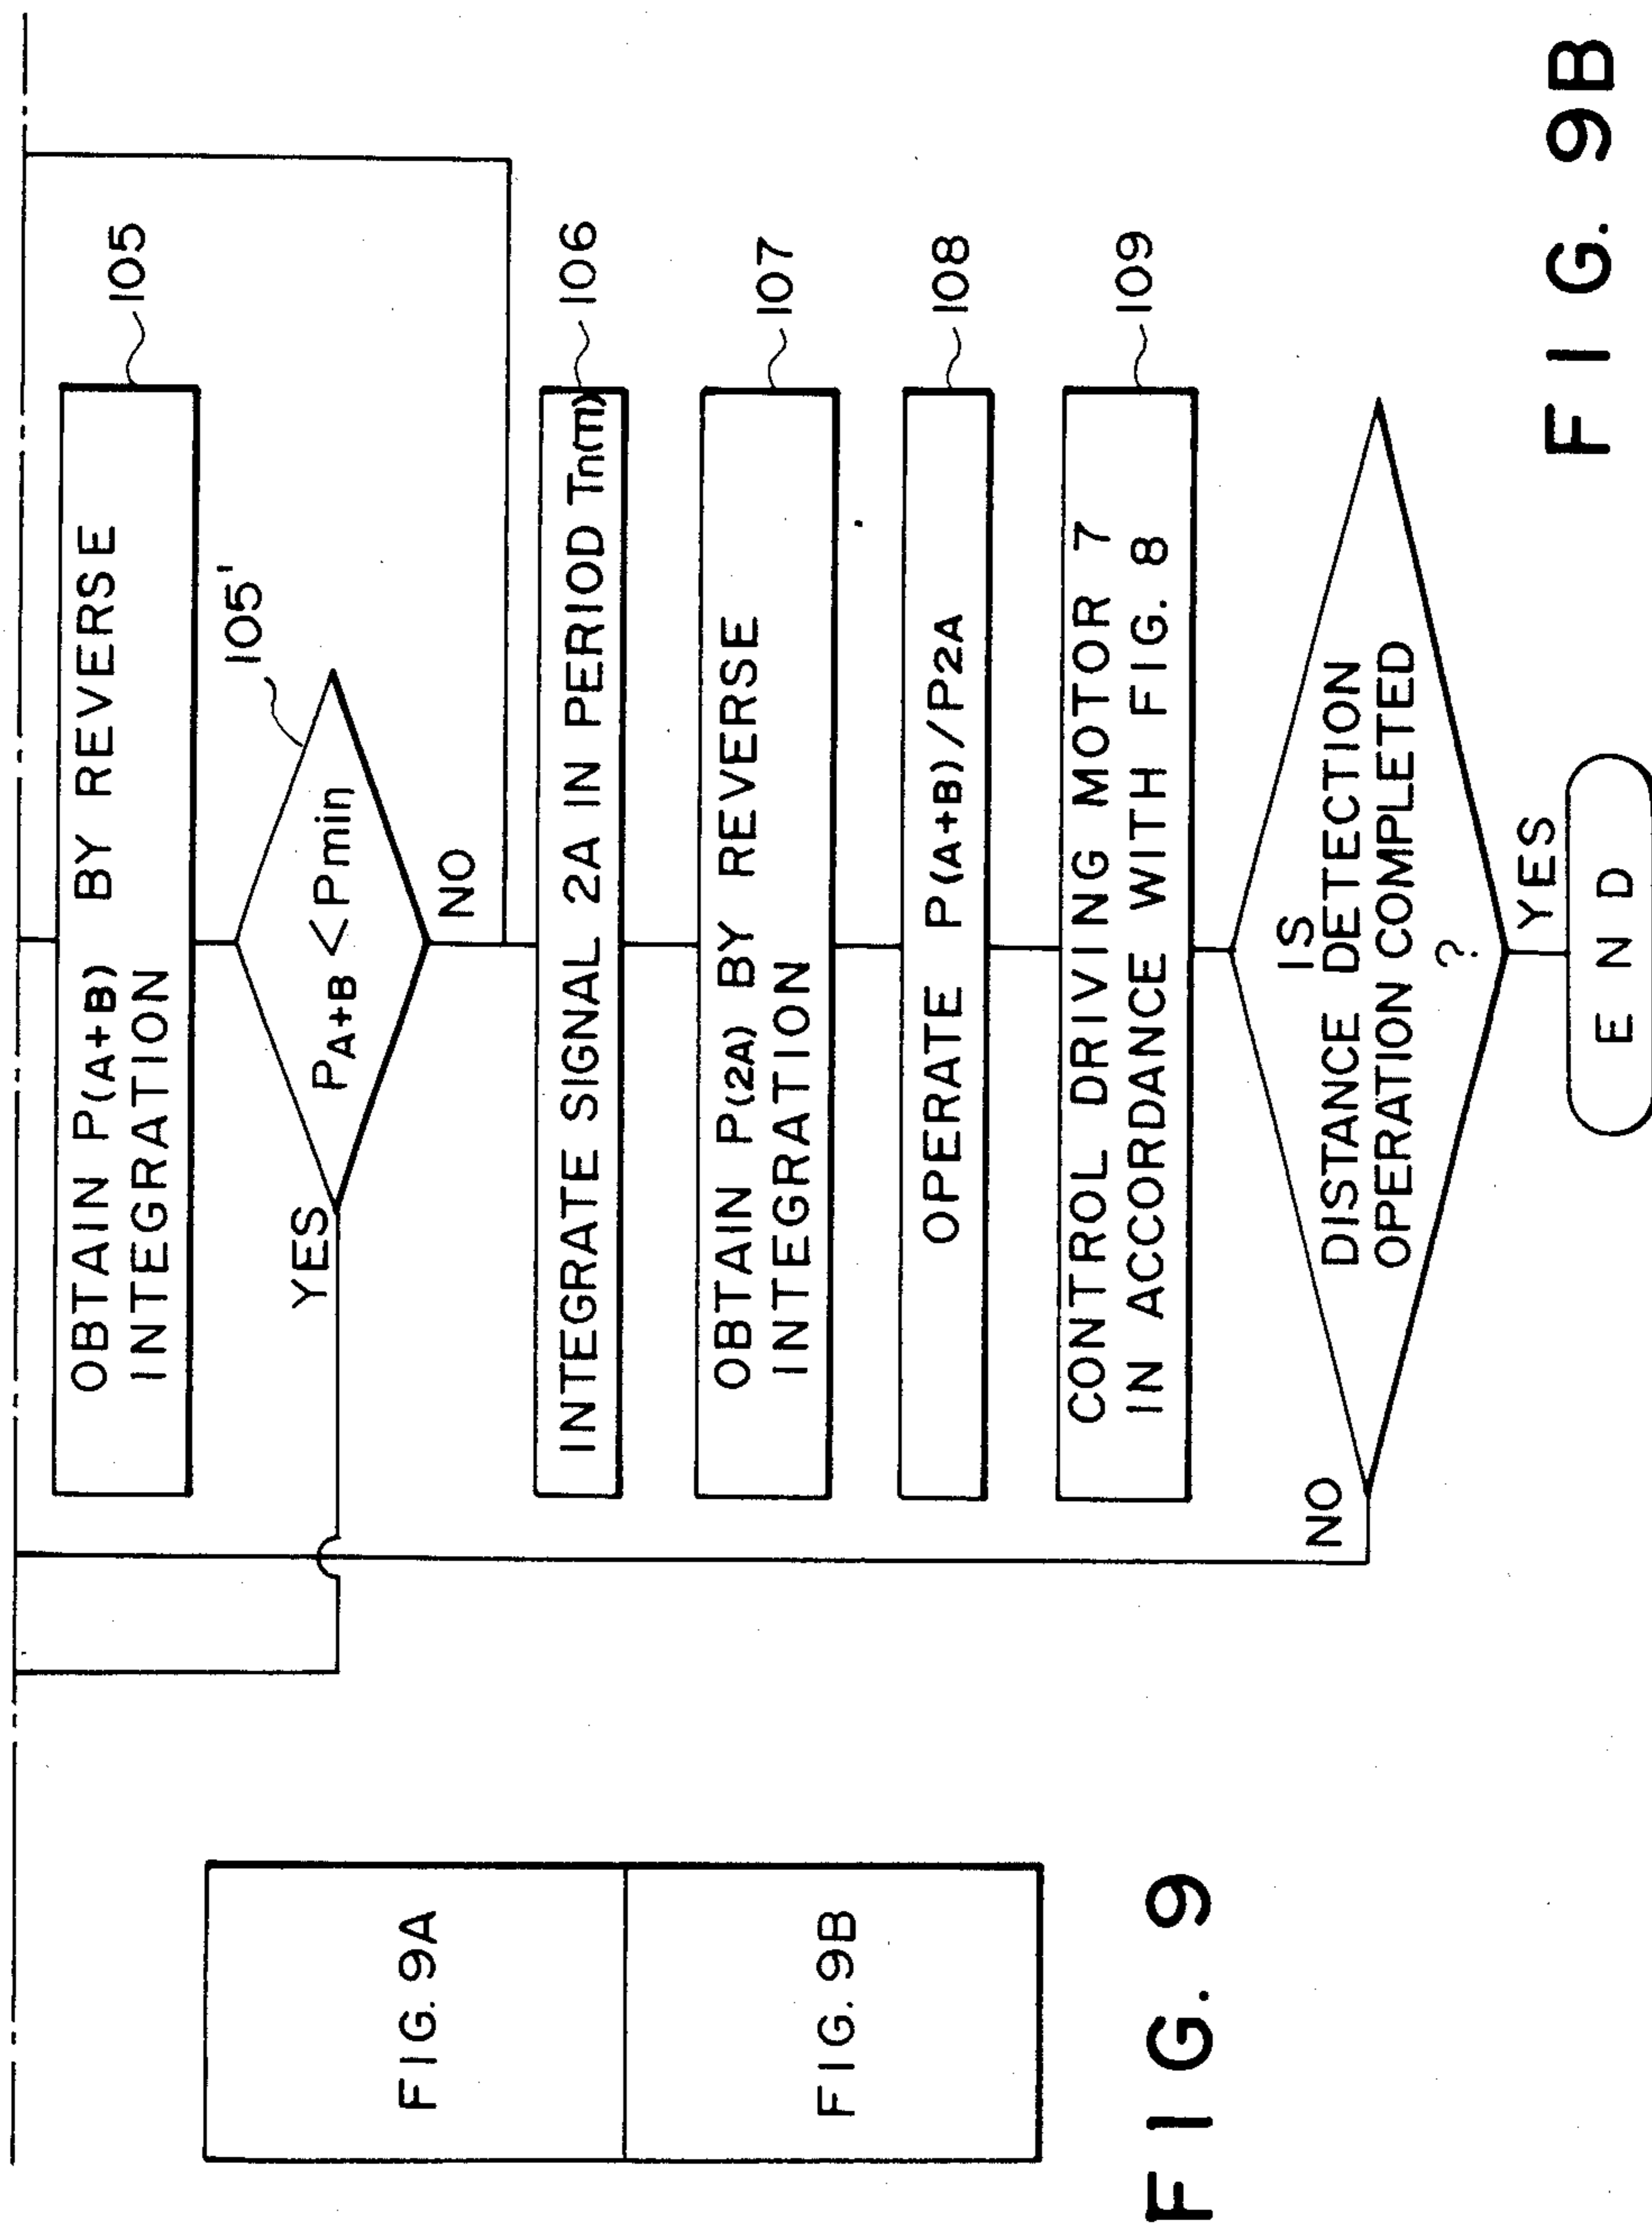 OBTAIN P(A+B) BY REVERSE
INTEGRATION
105
105'
PA+B < Pmin
YES
NO
INTEGRATE SIGNAL 2A IN PERIOD Tn(T1)
106
OBTAIN P(2A) BY REVERSE
INTEGRATION
107
OPERATE P(A+B)/P2A
108
CONTROL DRIVING MOTOR 7
IN ACCORDANCE WITH FIG. 8
109
IS
DISTANCE DETECTION
OPERATION COMPLETED
?
NO
YES
END
FIG. 9B
FIG. 9A
FIG. 9B
FIG. 9